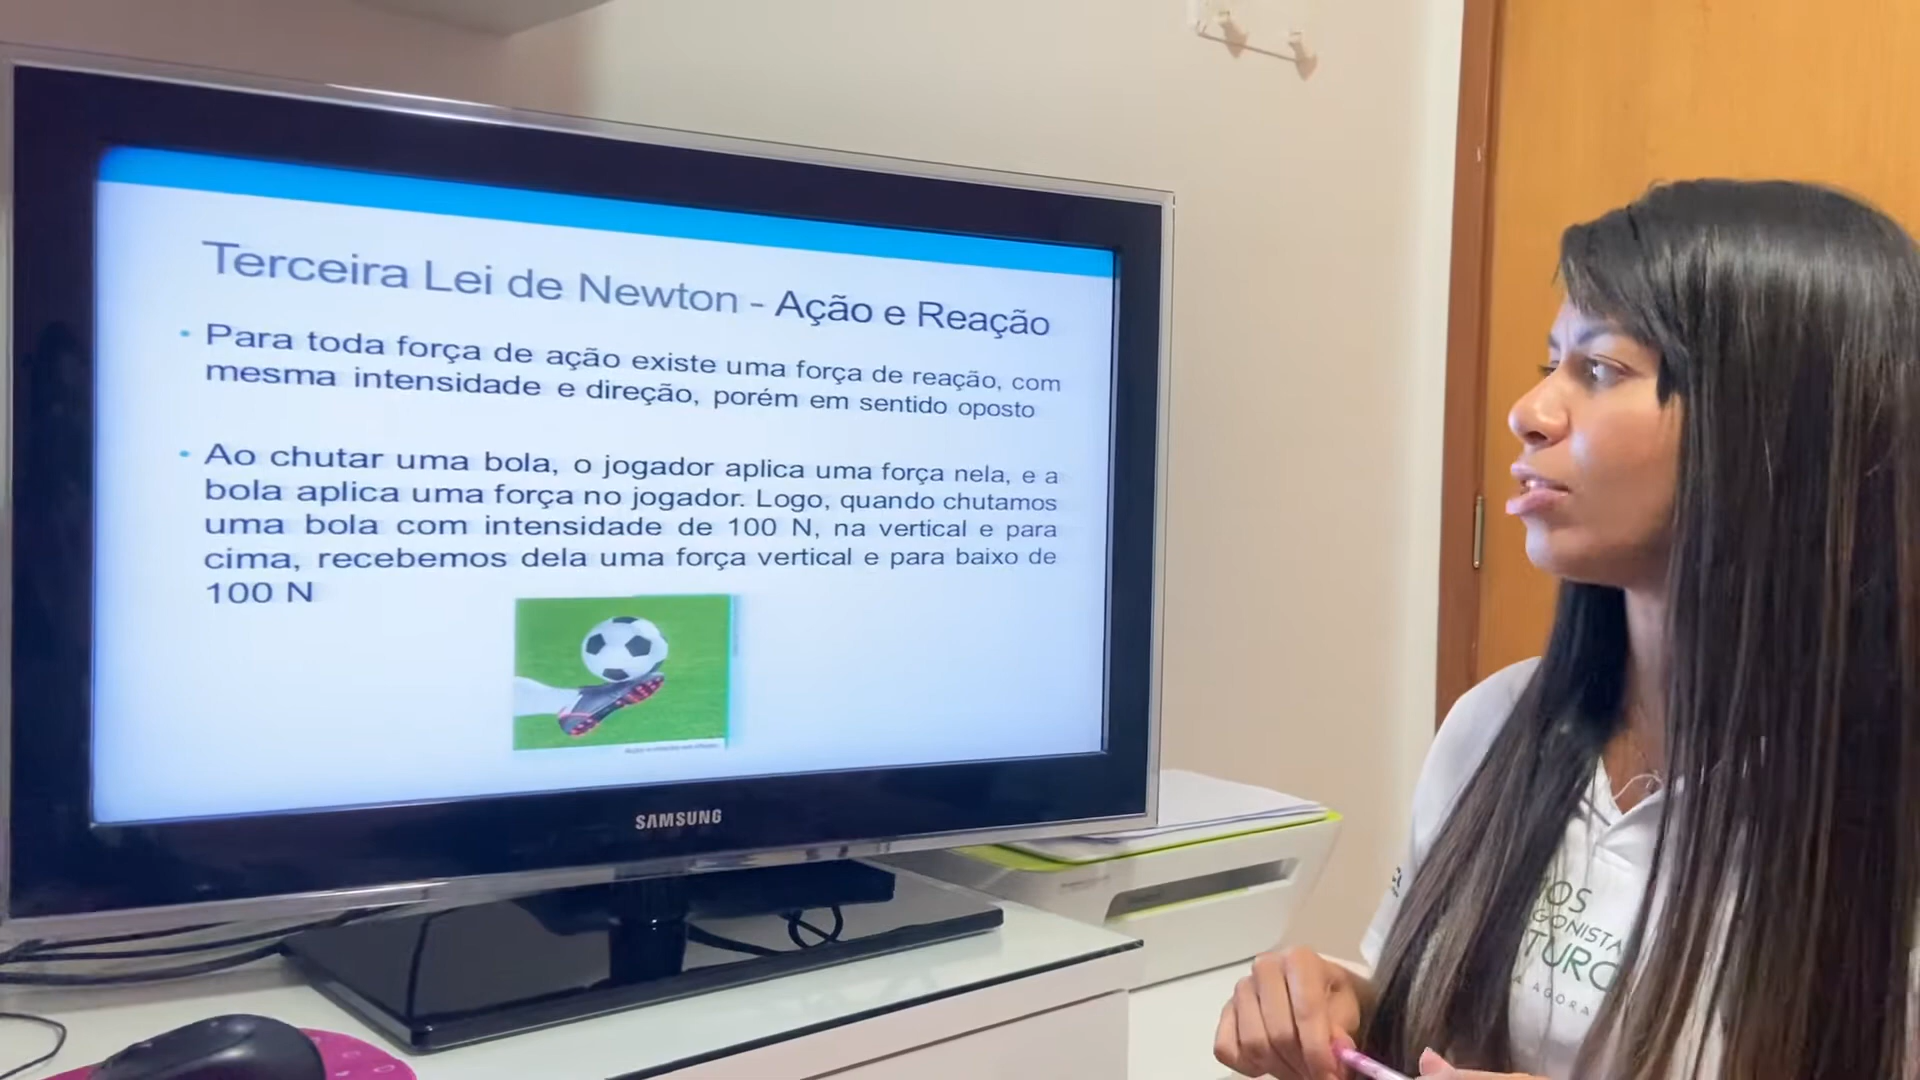 Terceira Lei de Newton - Ação e Reação
• Para toda força de ação existe uma força de reação, com
mesma intensidade e direção, porém em sentido oposto
• Ao chutar uma bola, o jogador aplica uma força nela, e a
bola aplica uma força no jogador. Logo, quando chutamos
uma bola com intensidade de 100 N, na vertical e para
cima, recebemos dela uma força vertical e para baixo de
100 N
SAMSUNG
AGORA